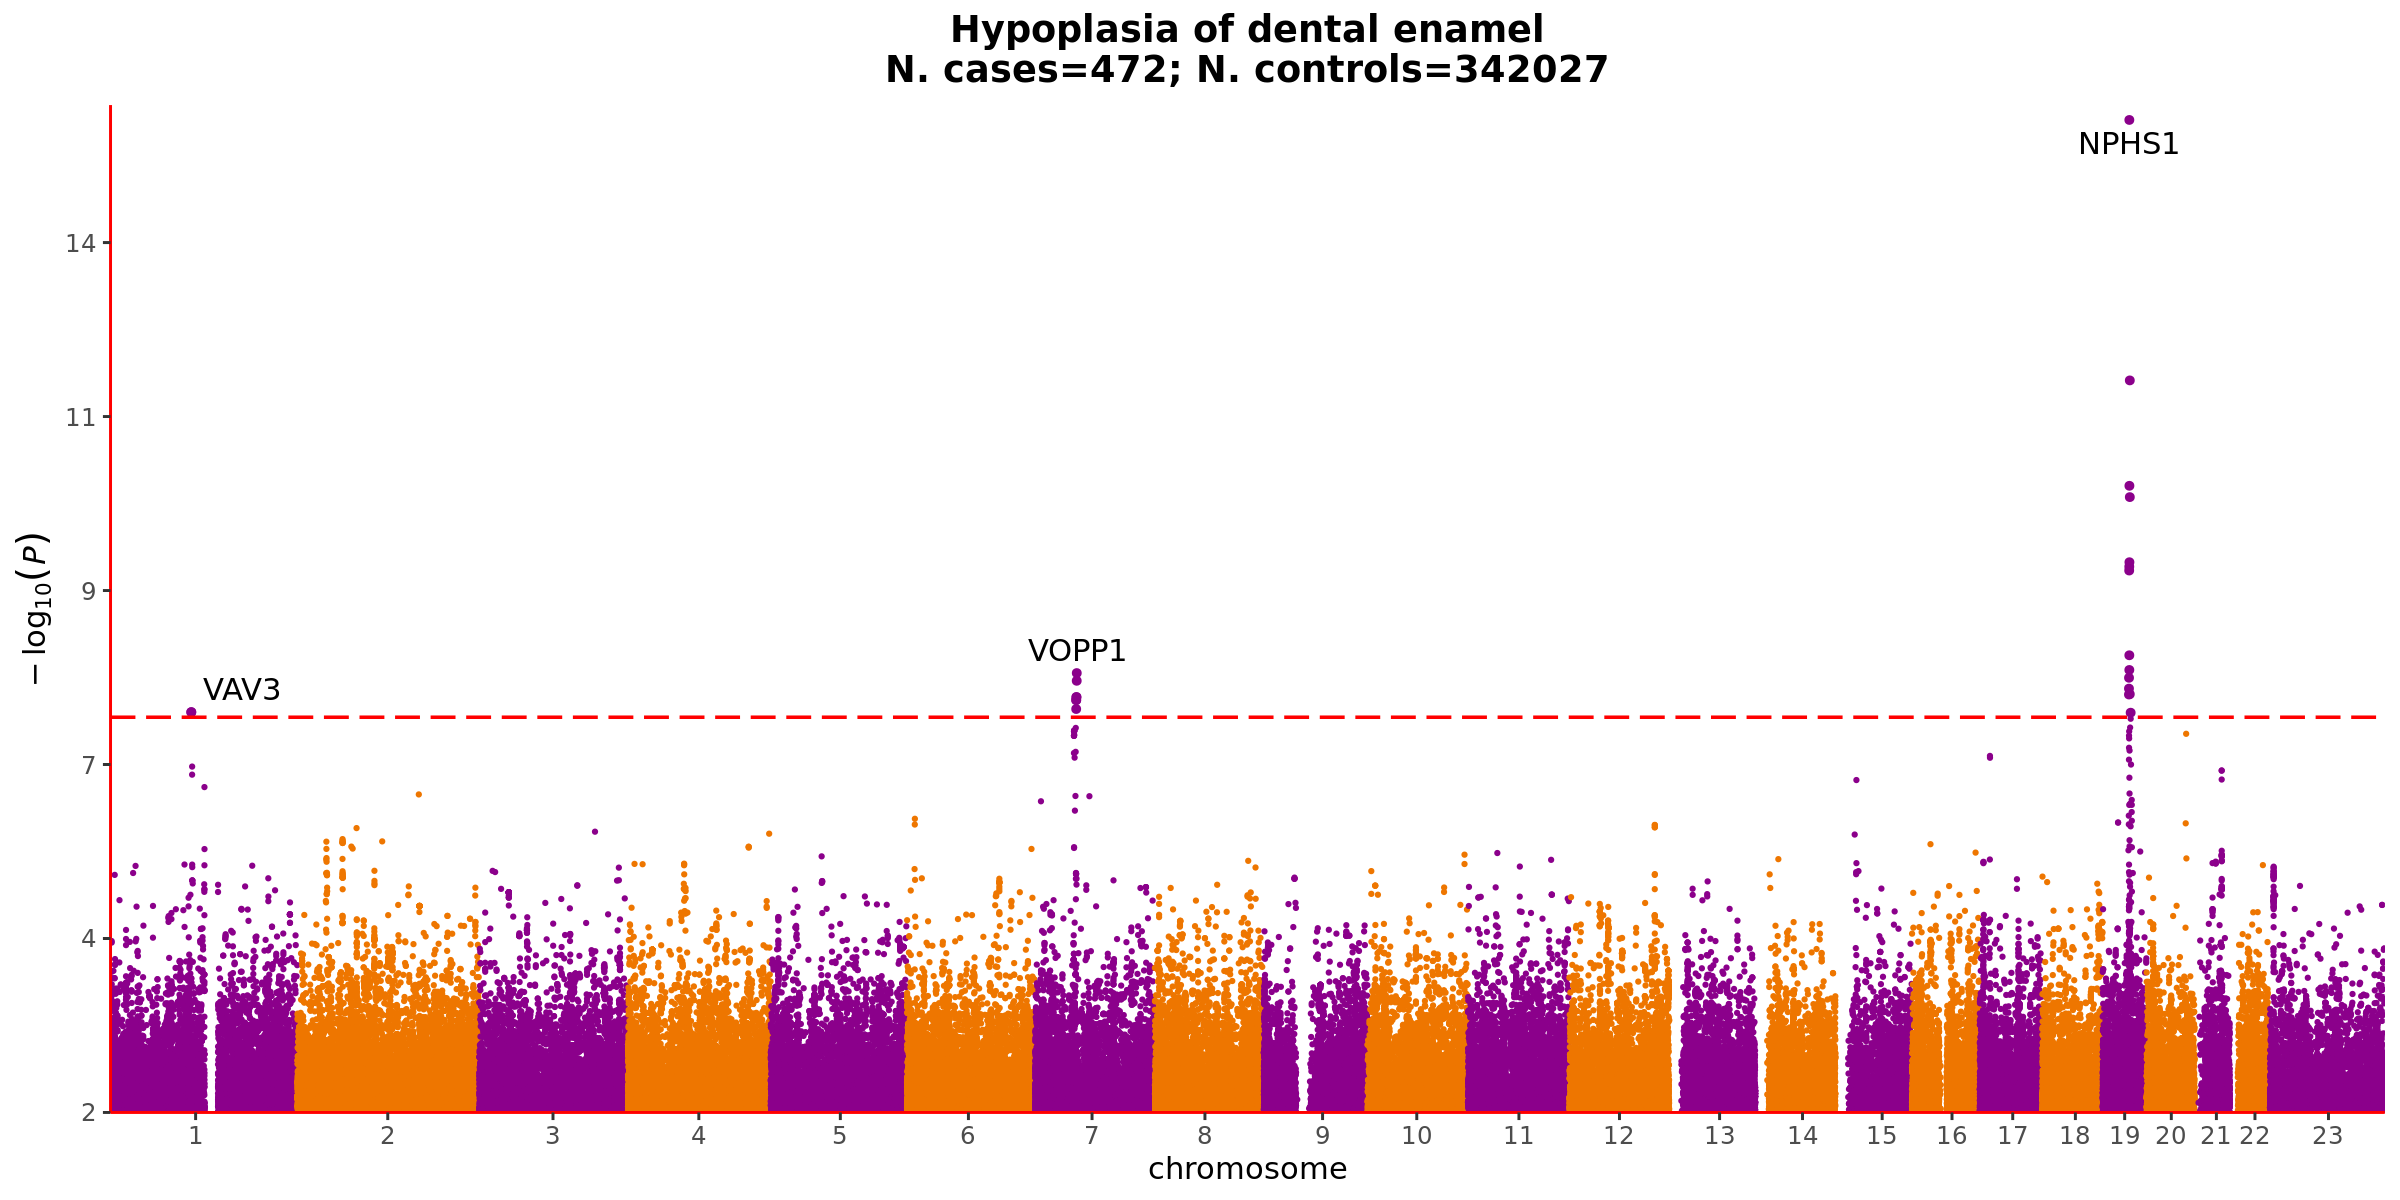 Hypoplasia of dental enamel
N. cases=472; N. controls=342027
NPHS1
14
11
9
VOPP1
VAV3
7
4
2
−log10(P)
1 2 3 4 5 6 7 8 9 10 11 12 13 14 15 16 17 18 19 20 21 22 23
chromosome